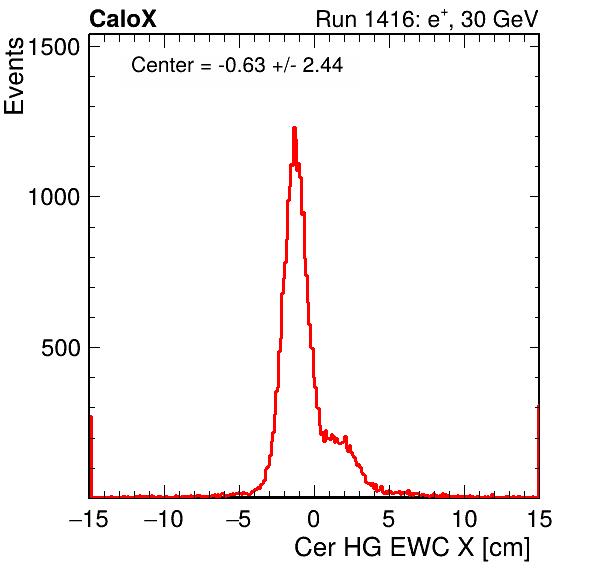 CaloX Run 1416: e⁺, 30 GeV
Center = -0.63 +/- 2.44
Events
1500
1000
500
−15 −10 −5 0 5 10 15
Cer HG EWC X [cm]